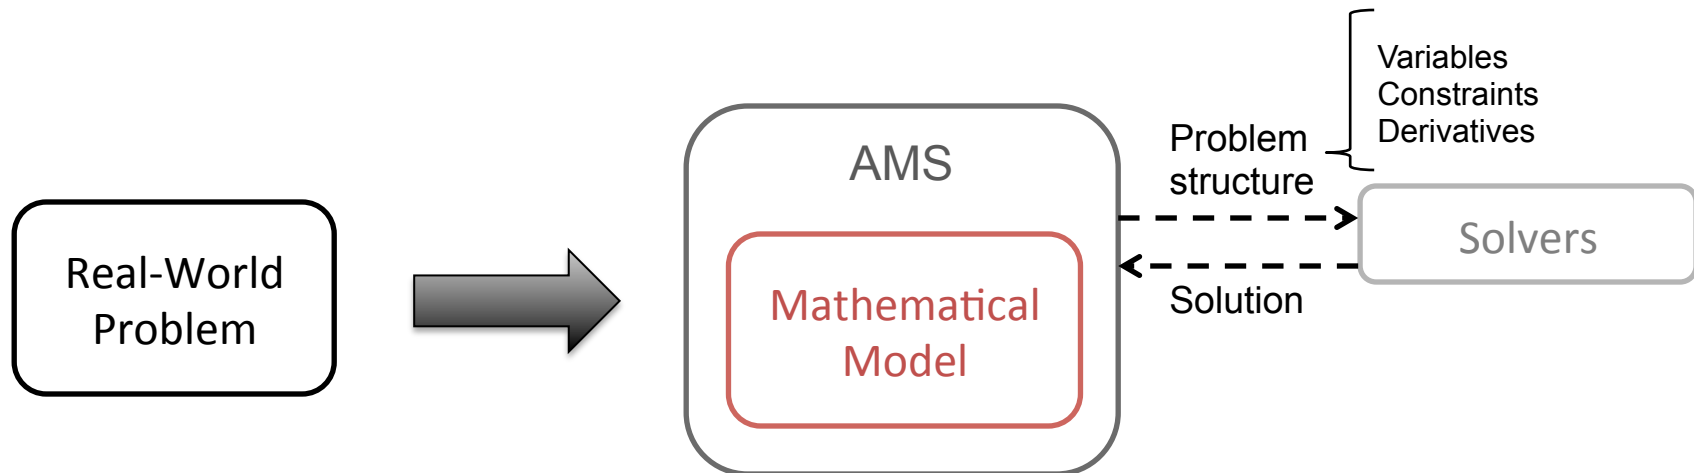 Real-World
Problem
AMS
Mathematical
Model
Problem
structure
Variables
Constraints
Derivatives
Solution
Solvers